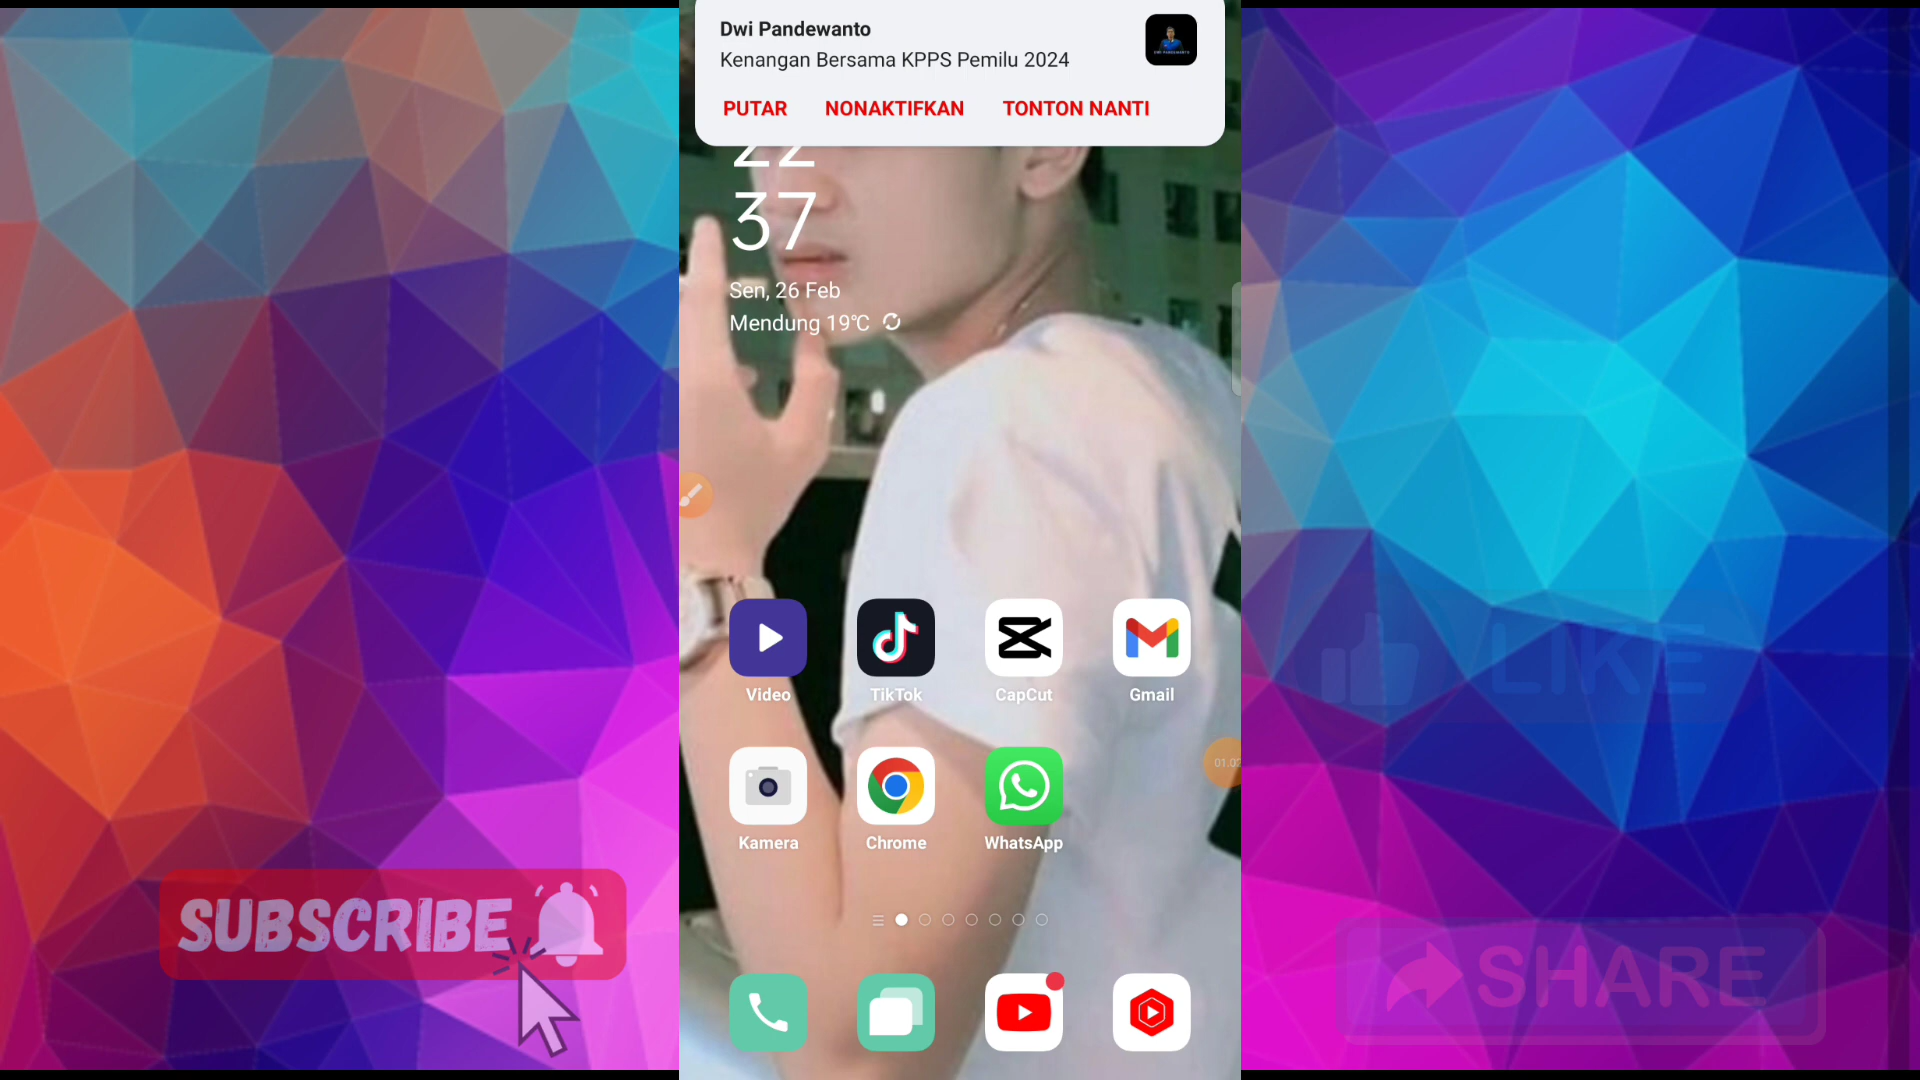 Dwi Pandewanto
Kenangan Bersama KPPS Pemilu 2024
PUTAR NONAKTIFKAN TONTON NANTI
22
37
Sen, 26 Feb
Mendung 19°C
Video TikTok CapCut Gmail
Kamera Chrome WhatsApp
LIKE
SUBSCRIBE
SHARE